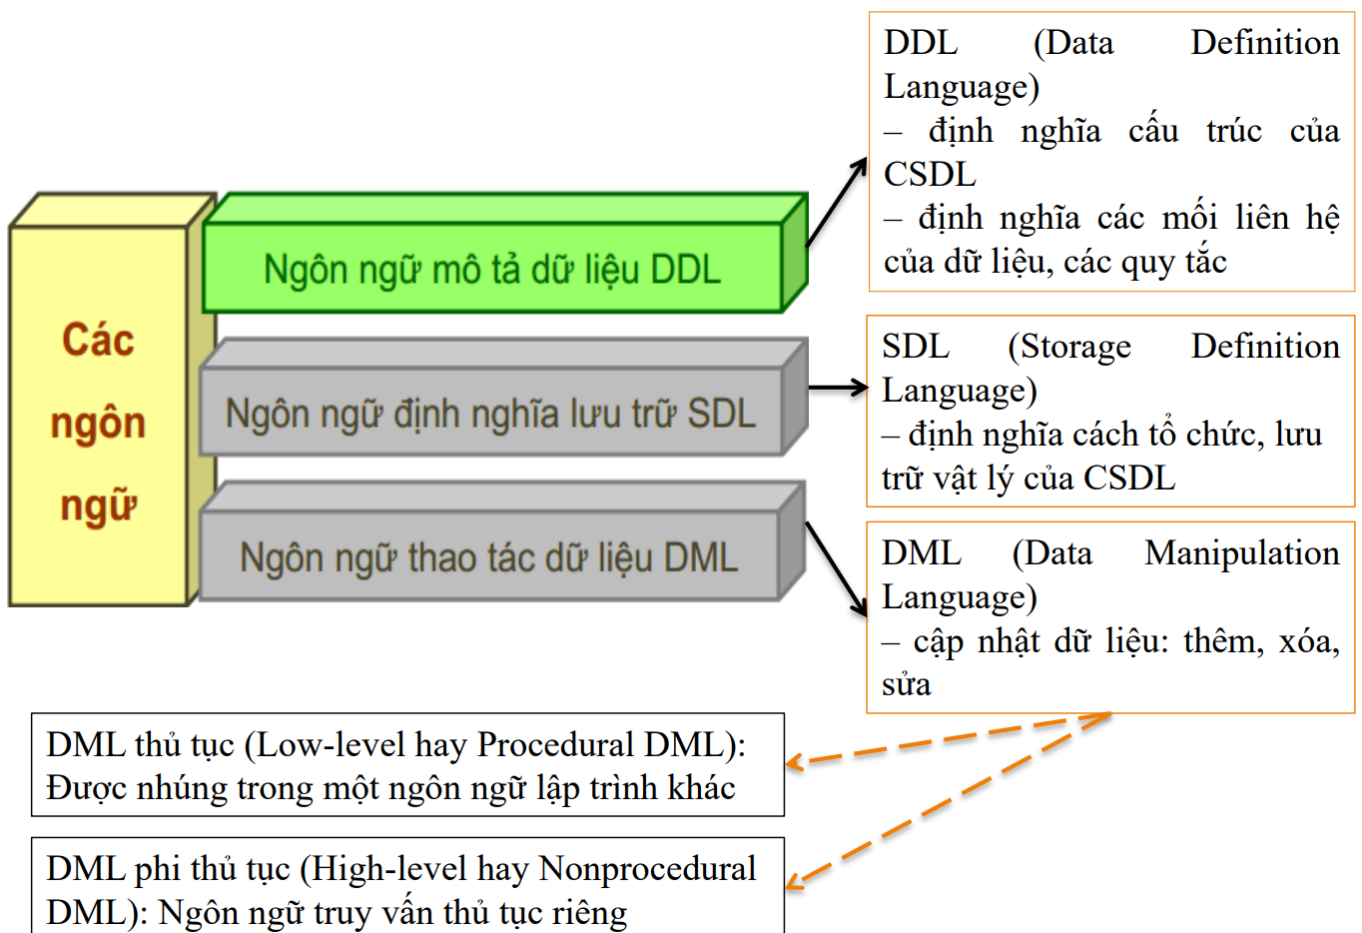 Các
ngôn
ngữ
Ngôn ngữ mô tả dữ liệu DDL
Ngôn ngữ định nghĩa lưu trữ SDL
Ngôn ngữ thao tác dữ liệu DML
DDL (Data Definition
Language)
– định nghĩa cấu trúc của
CSDL
– định nghĩa các mối liên hệ
của dữ liệu, các quy tắc
SDL (Storage Definition
Language)
– định nghĩa cách tổ chức, lưu
trữ vật lý của CSDL
DML (Data Manipulation
Language)
– cập nhật dữ liệu: thêm, xóa,
sửa
DML thủ tục (Low-level hay Procedural DML):
Được nhúng trong một ngôn ngữ lập trình khác
DML phi thủ tục (High-level hay Nonprocedural
DML): Ngôn ngữ truy vấn thủ tục riêng